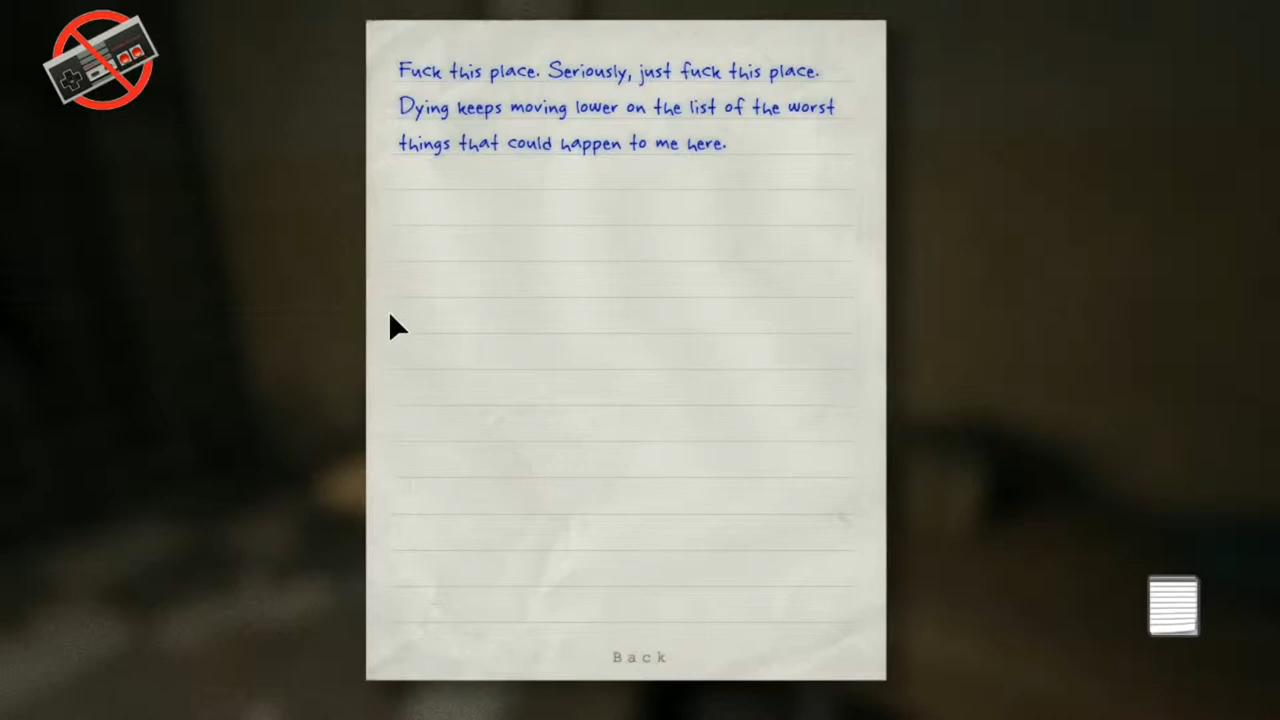 Fuck this place. Seriously, just fuck this place.
Dying keeps moving lower on the list of the worst
things that could happen to me here.
Back